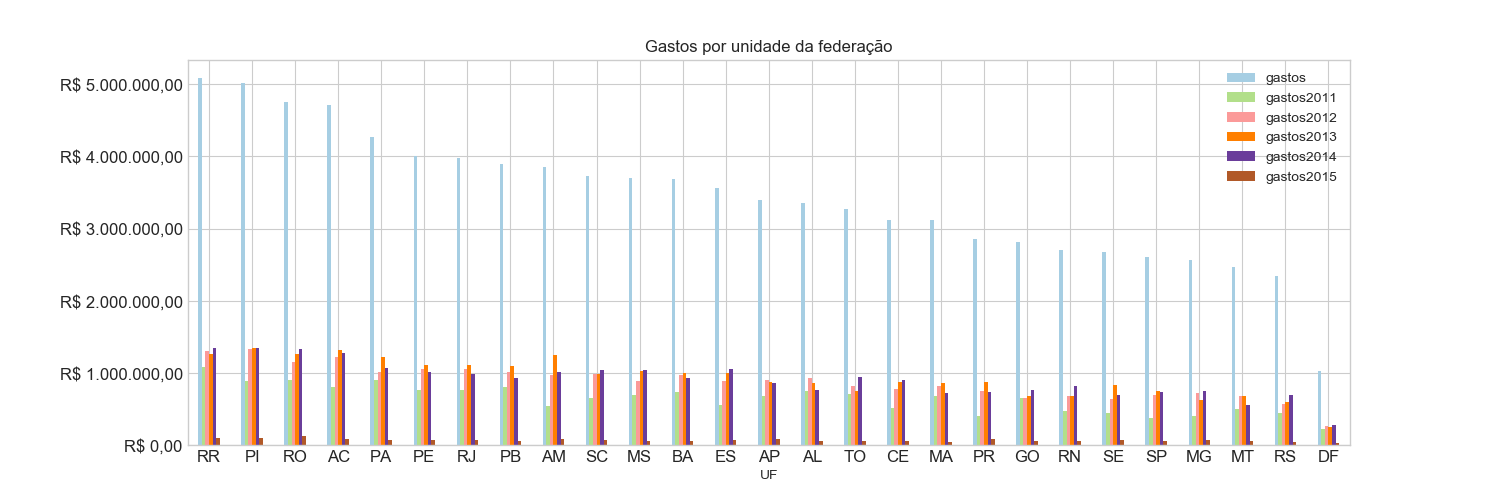 Gastos por unidade da federação
R$ 5.000.000,00
R$ 4.000.000,00
R$ 3.000.000,00
R$ 2.000.000,00
R$ 1.000.000,00
R$ 0,00
gastos
gastos2011
gastos2012
gastos2013
gastos2014
gastos2015
RR PI RO AC PA PE RJ PB AM SC MS BA ES AP AL TO CE MA PR GO RN SE SP MG MT RS DF
UF